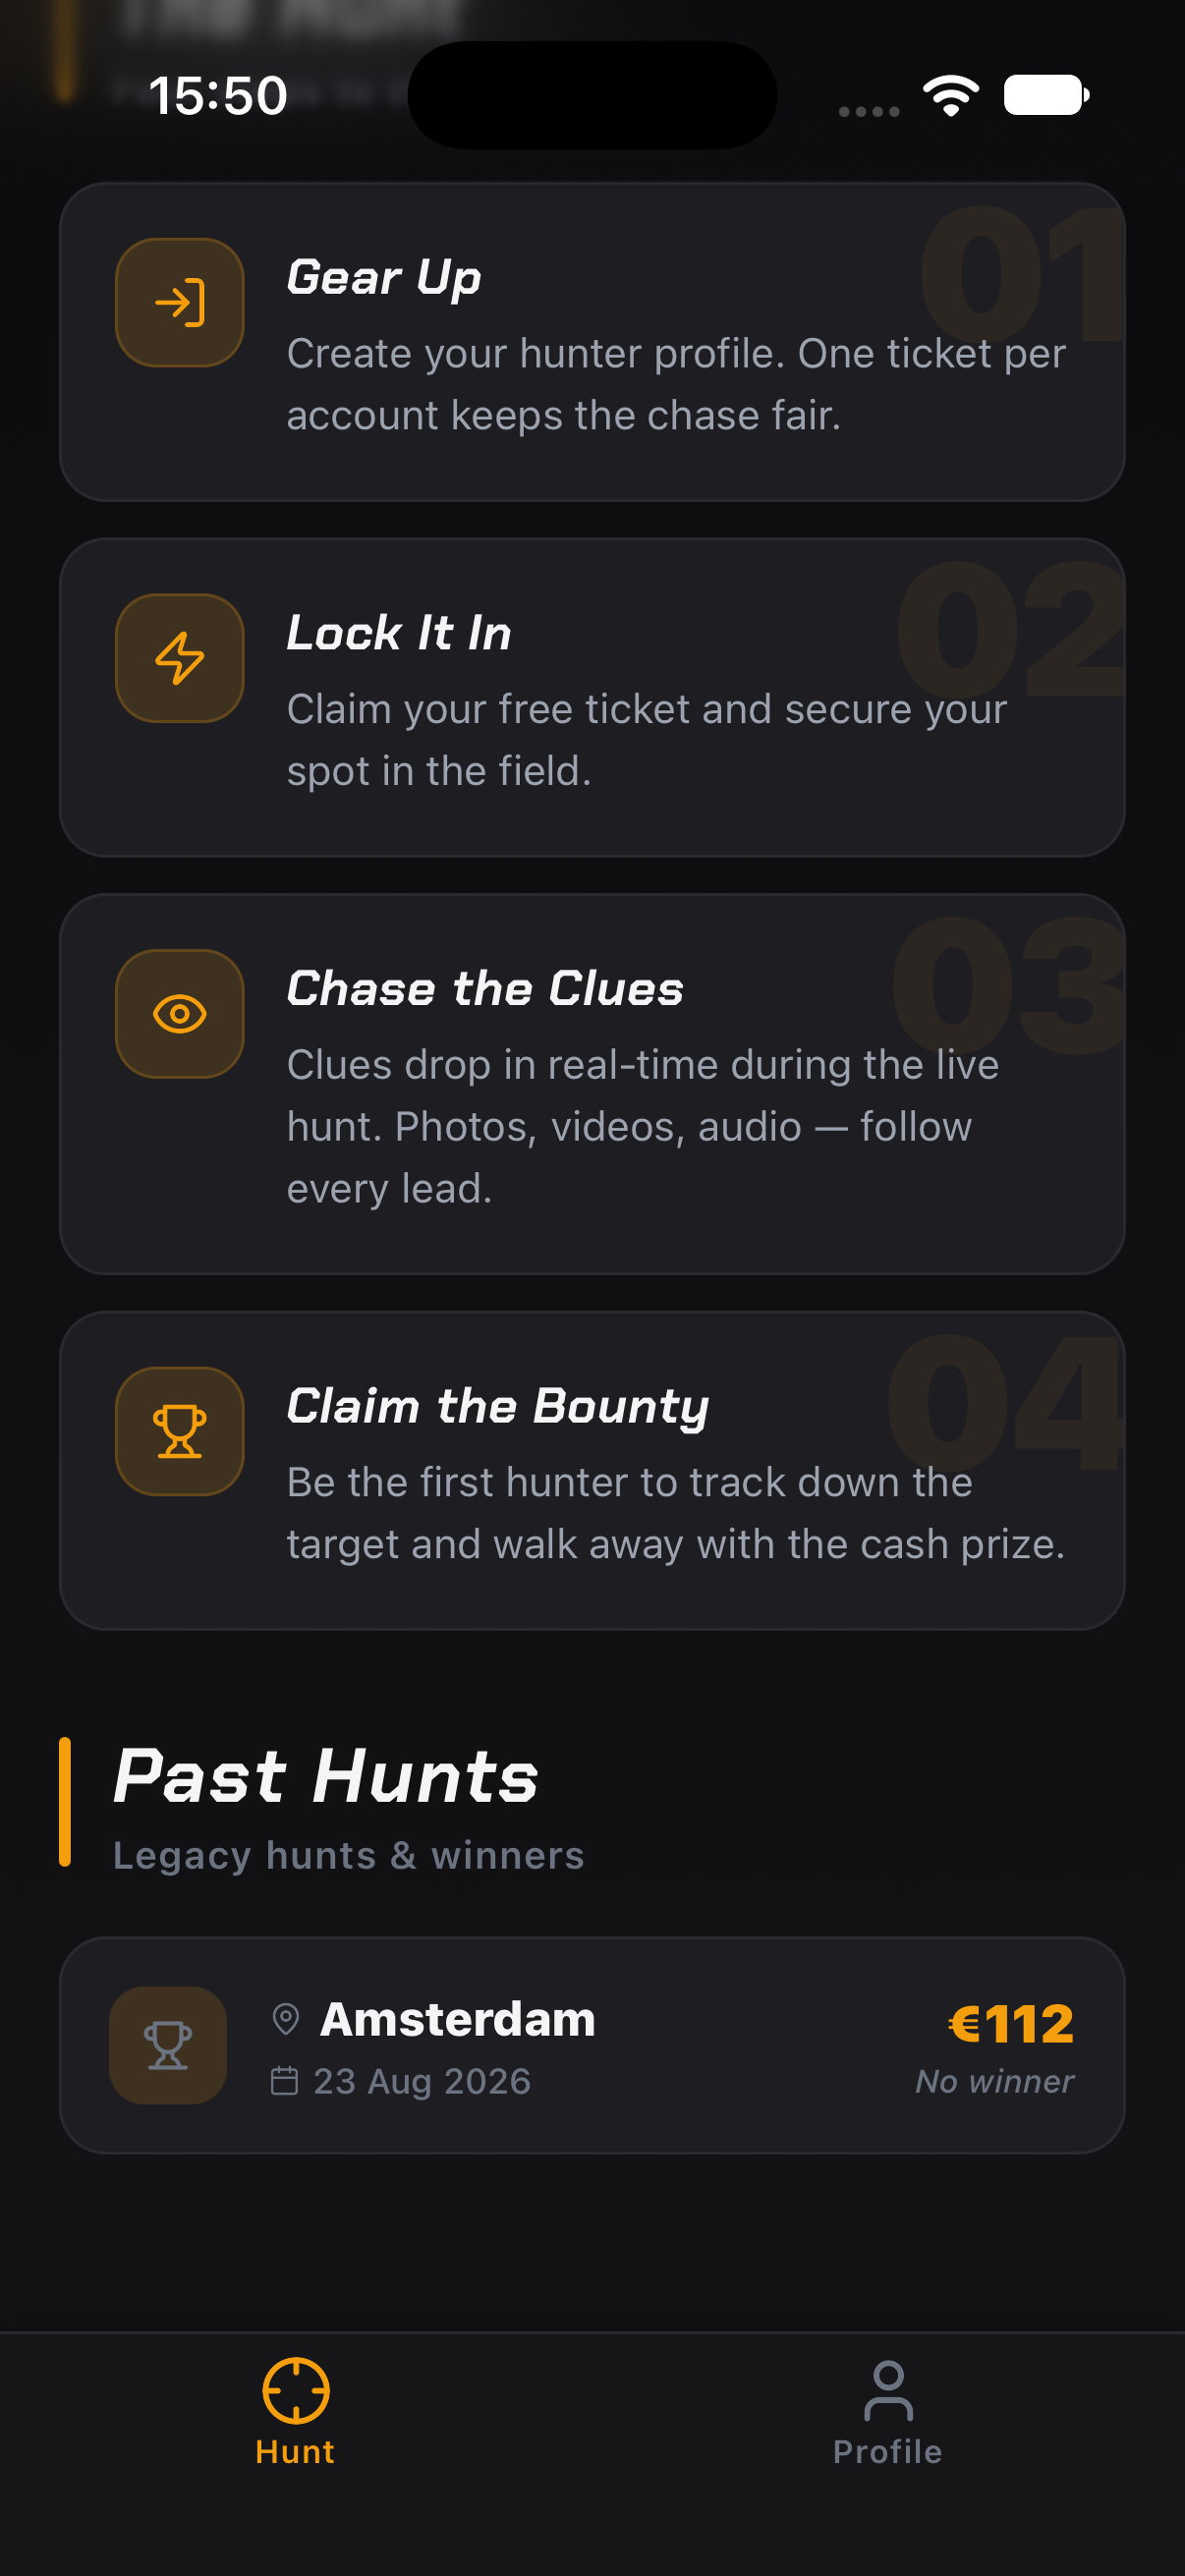 15:50
01
Gear Up
Create your hunter profile. One ticket per
account keeps the chase fair.
02
Lock It In
Claim your free ticket and secure your
spot in the field.
03
Chase the Clues
Clues drop in real-time during the live
hunt. Photos, videos, audio — follow
every lead.
04
Claim the Bounty
Be the first hunter to track down the
target and walk away with the cash prize.
Past Hunts
Legacy hunts & winners
Amsterdam
€112
23 Aug 2026
No winner
Hunt
Profile